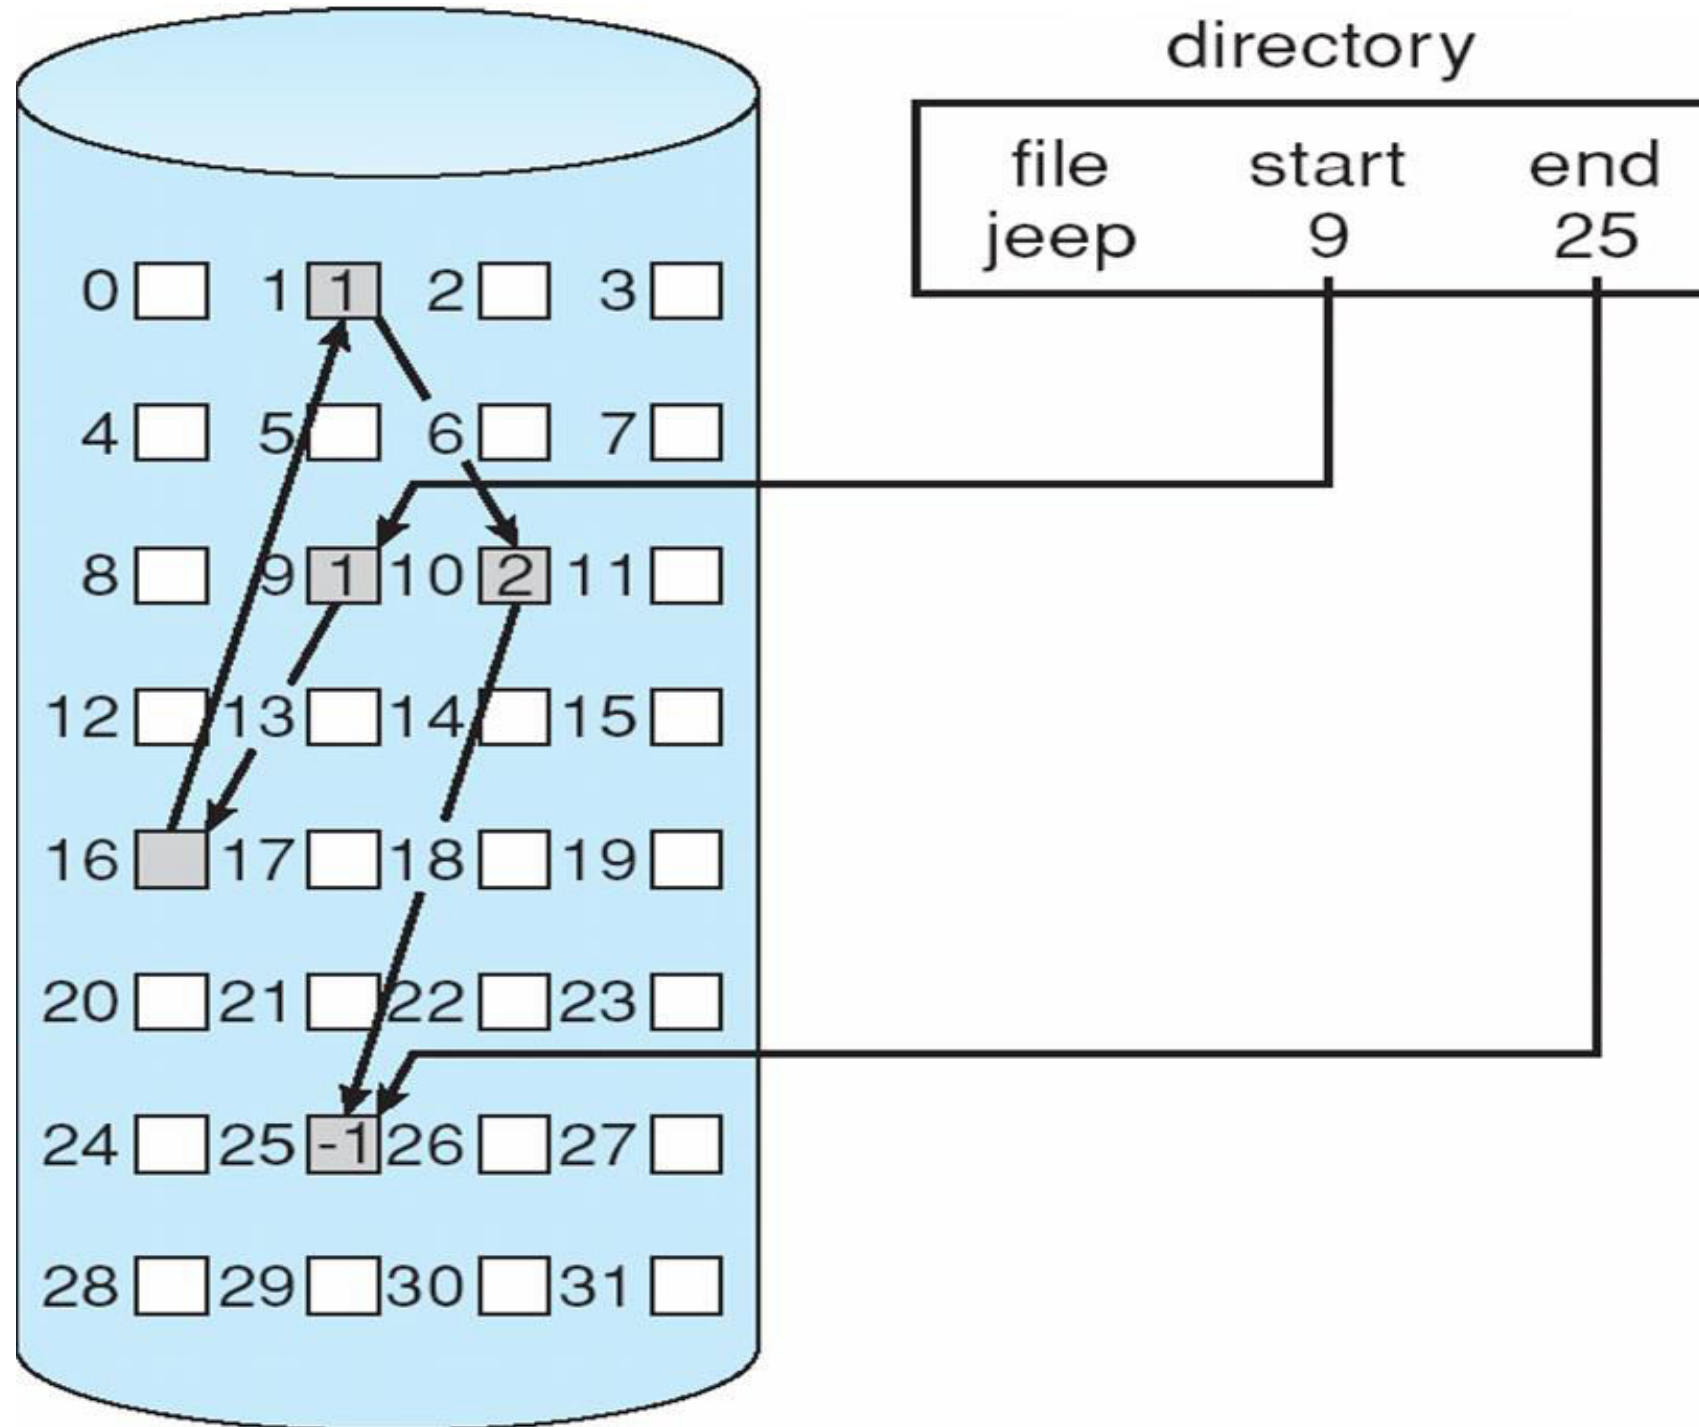 directory
file start end
jeep 9 25
0 1 1 2 3
4 5 6 7
8 9 1 10 2 11
12 13 14 15
16 17 18 19
20 21 22 23
24 25 -1 26 27
28 29 30 31